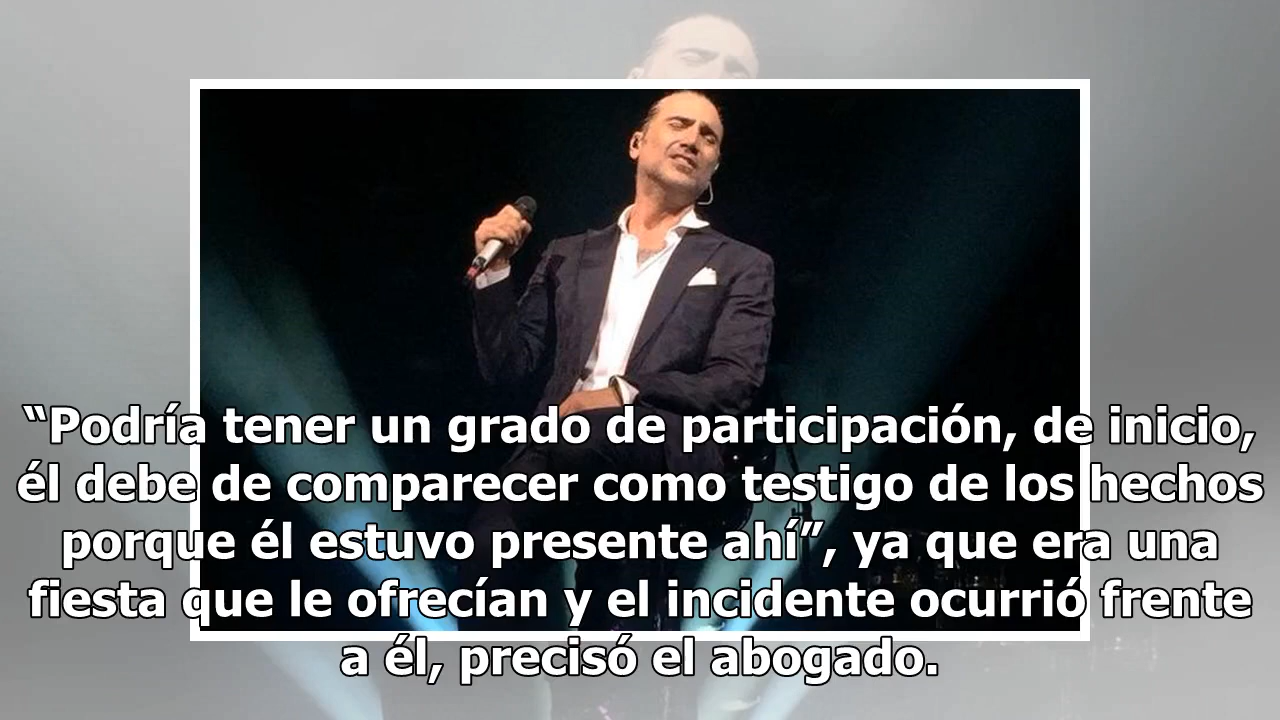 “Podría tener un grado de participación, de inicio,
él debe de comparecer como testigo de los hechos
porque él estuvo presente ahí”, ya que era una
fiesta que le ofrecían y el incidente ocurrió frente
a él, precisó el abogado.